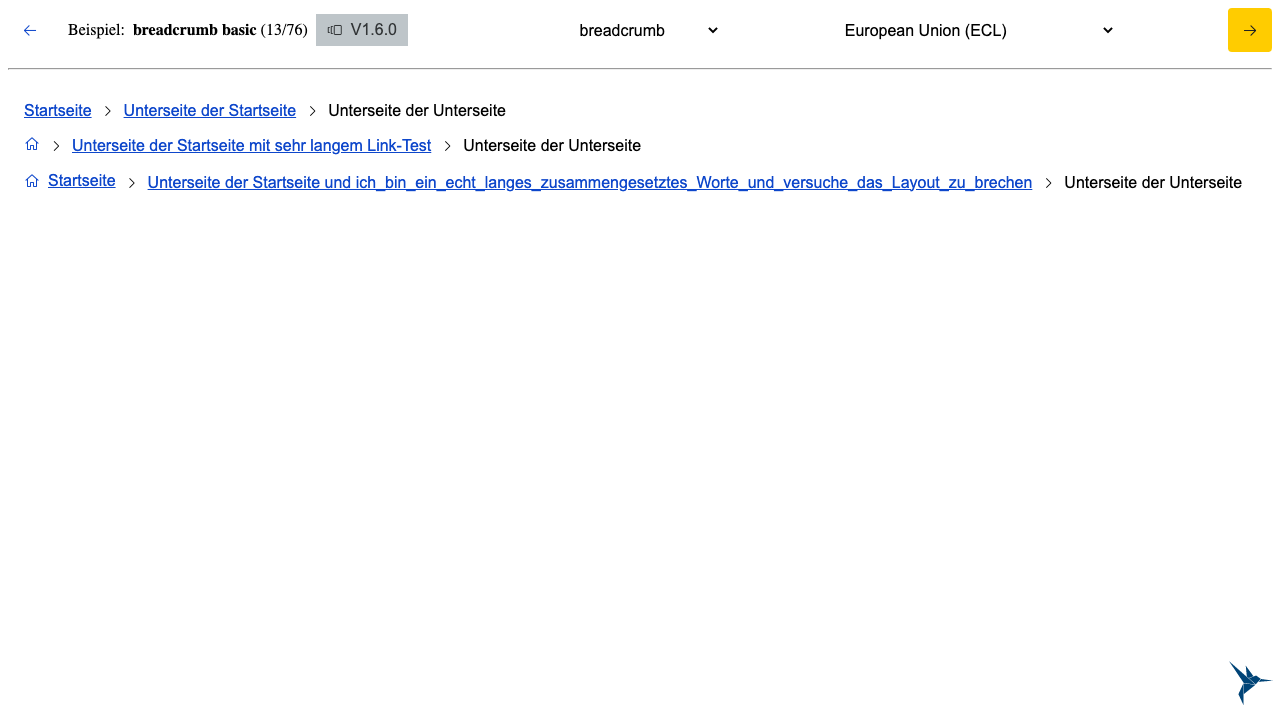 Beispiel: breadcrumb basic (13/76) V1.6.0 breadcrumb European Union (ECL)
Startseite Unterseite der Startseite Unterseite der Unterseite
Unterseite der Startseite mit sehr langem Link-Test Unterseite der Unterseite
Startseite Unterseite der Startseite und ich_bin_ein_echt_langes_zusammengesetztes_Worte_und_versuche_das_Layout_zu_brechen Unterseite der Unterseite